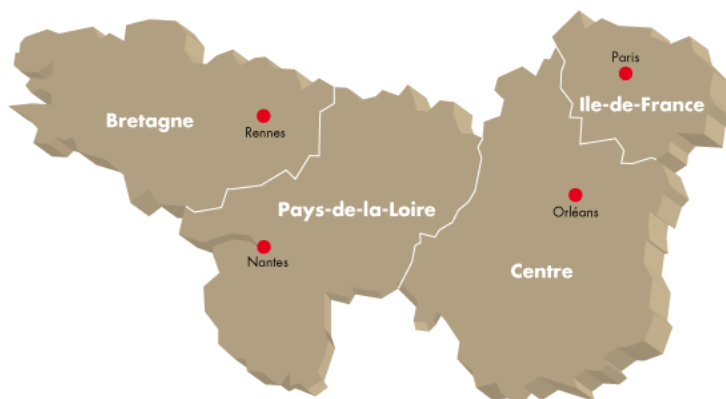 Paris
Ile-de-France
Bretagne
Rennes
Pays-de-la-Loire
Orléans
Nantes
Centre